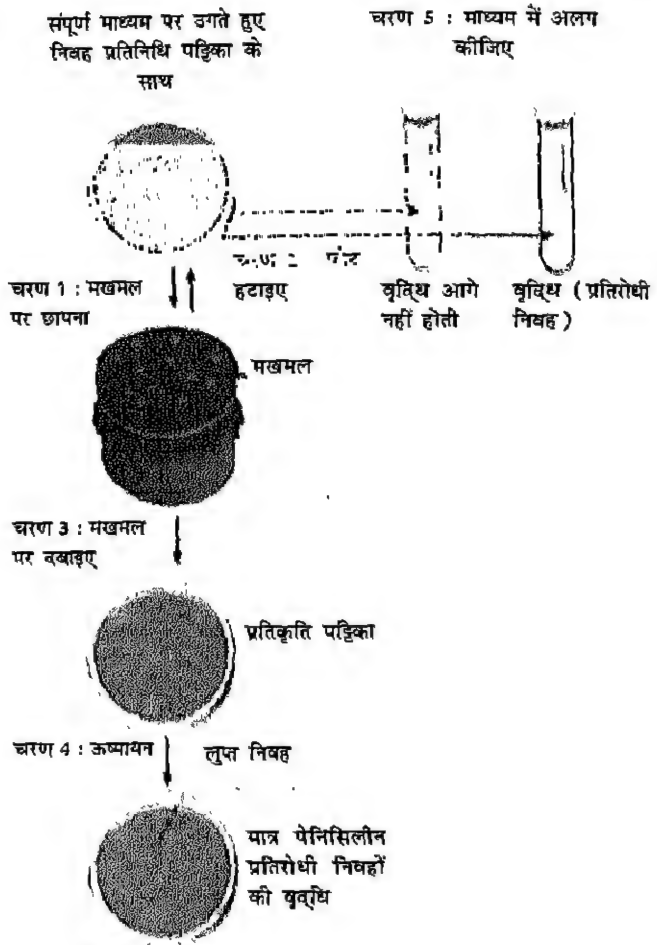 संपूर्ण माध्यम पर उगते हुए
निवह प्रतिनिधि पट्टिका के
साथ
चरण 5 : माध्यम में अलग
कीजिए
हटाइए
चरण 1 : मखमल
पर छापना
वृद्धि आगे
नहीं होती
वृद्धि ( प्रतिरोधी
निवह )
मखमल
चरण 3 : मखमल
पर दबाइए
प्रतिकृति पट्टिका
चरण 4 : ऊष्मायन
लुप्त निवह
मात्र पेनिसिलीन
प्रतिरोधी निवहों
की वृद्धि